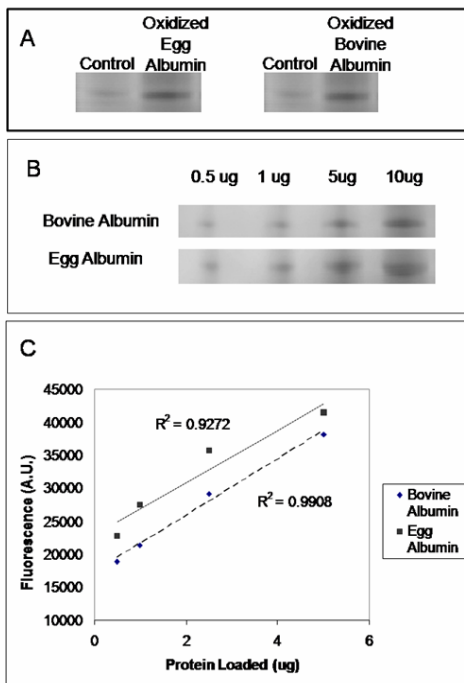 A
Control
Oxidized
Egg
Albumin
Control
Oxidized
Bovine
Albumin
B
0.5 ug 1 ug 5ug 10ug
Bovine Albumin
Egg Albumin
C
45000
40000
35000
30000
25000
20000
15000
10000
Fluorescence (A.U.)
R² = 0.9272
R² = 0.9908
0 2 4 6
Protein Loaded (ug)
Bovine
Albumin
Egg
Albumin